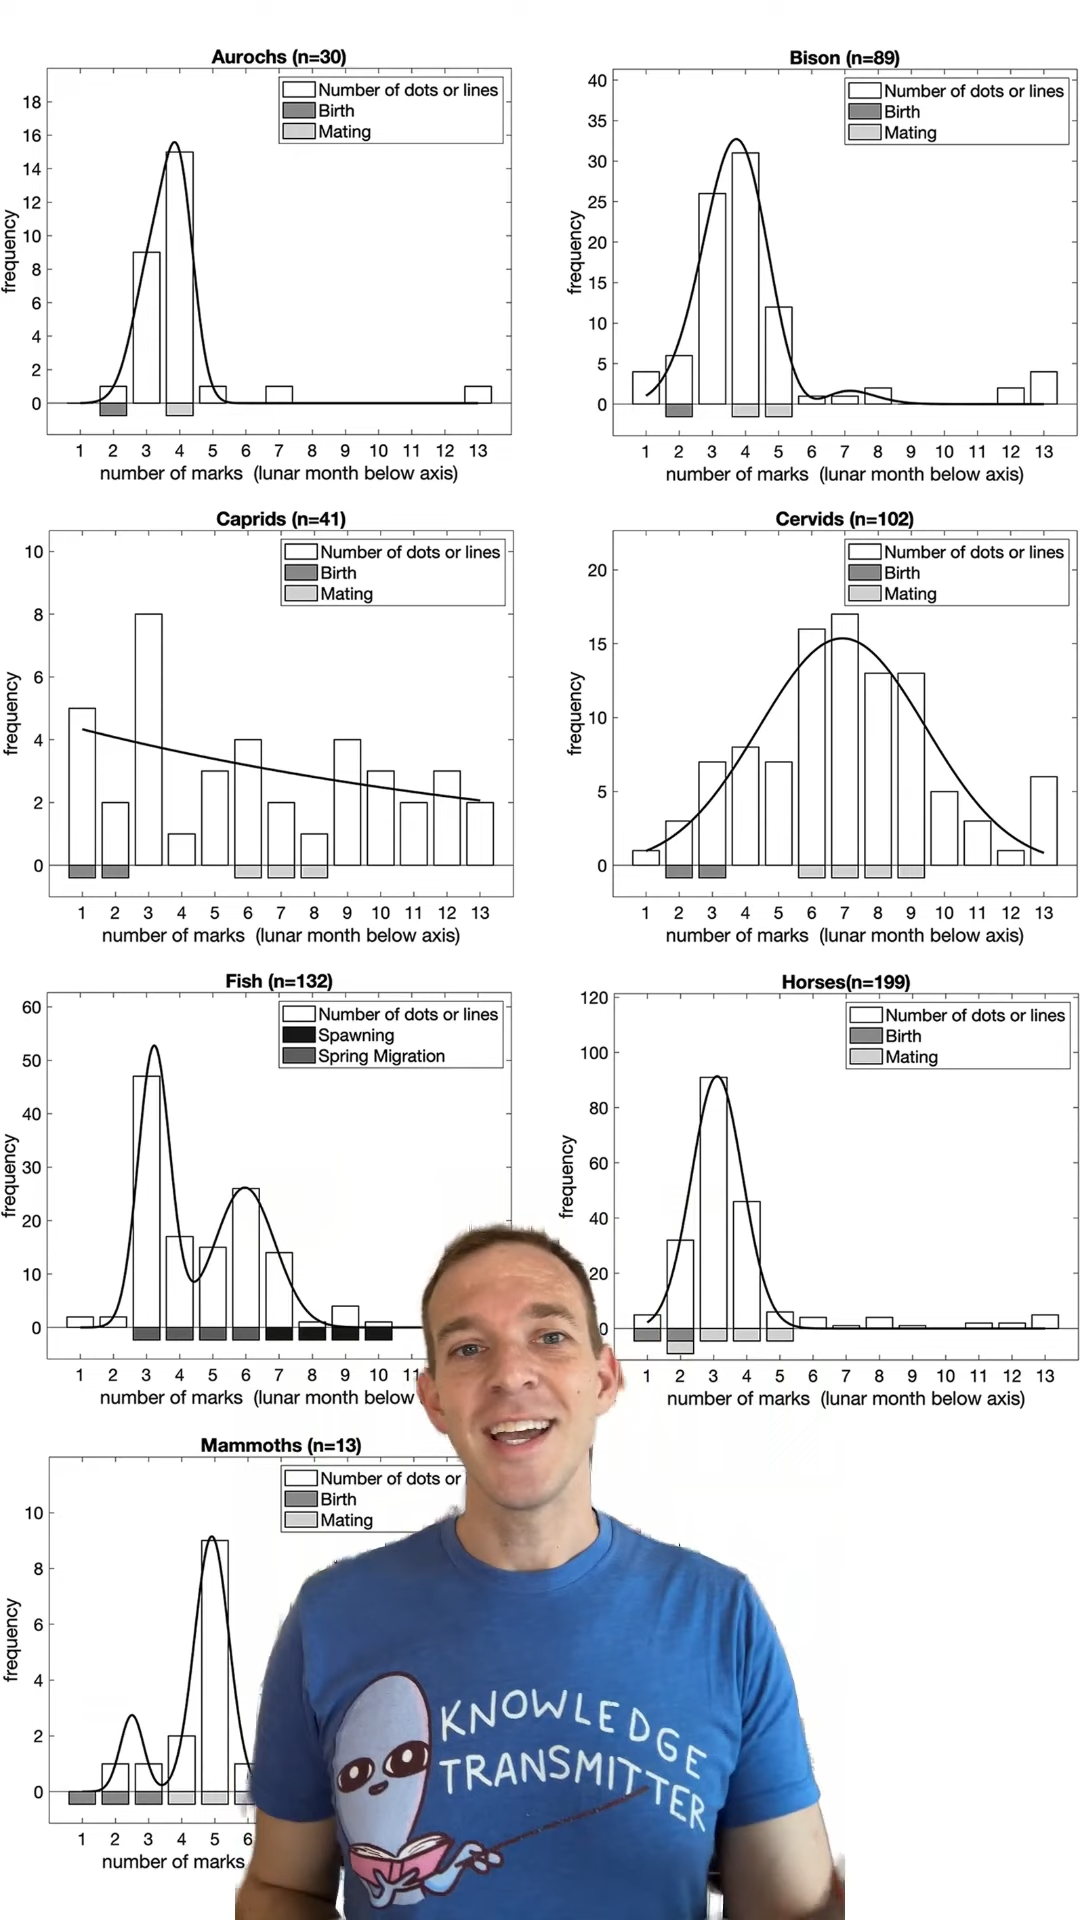 Aurochs (n=30)
Number of dots or lines
Birth
Mating
18
16
14
12
10
8
6
4
2
0
frequency
1 2 3 4 5 6 7 8 9 10 11 12 13
number of marks (lunar month below axis)
Bison (n=89)
Number of dots or lines
Birth
Mating
40
35
30
25
20
15
10
5
0
frequency
1 2 3 4 5 6 7 8 9 10 11 12 13
number of marks (lunar month below axis)
Caprids (n=41)
Number of dots or lines
Birth
Mating
10
8
6
4
2
0
frequency
1 2 3 4 5 6 7 8 9 10 11 12 13
number of marks (lunar month below axis)
Cervids (n=102)
Number of dots or lines
Birth
Mating
20
15
10
5
0
frequency
1 2 3 4 5 6 7 8 9 10 11 12 13
number of marks (lunar month below axis)
Fish (n=132)
Number of dots or lines
Spawning
Spring Migration
60
50
40
30
20
10
0
frequency
1 2 3 4 5 6 7 8 9 10 11
number of marks (lunar month below
Horses(n=199)
Number of dots or lines
Birth
Mating
120
100
80
60
40
20
0
frequency
1 2 3 4 5 6 7 8 9 10 11 12 13
number of marks (lunar month below axis)
Mammoths (n=13)
Number of dots or
Birth
Mating
10
8
6
4
2
0
frequency
1 2 3 4 5 6
number of marks
KNOWLEDGE
TRANSMITTER